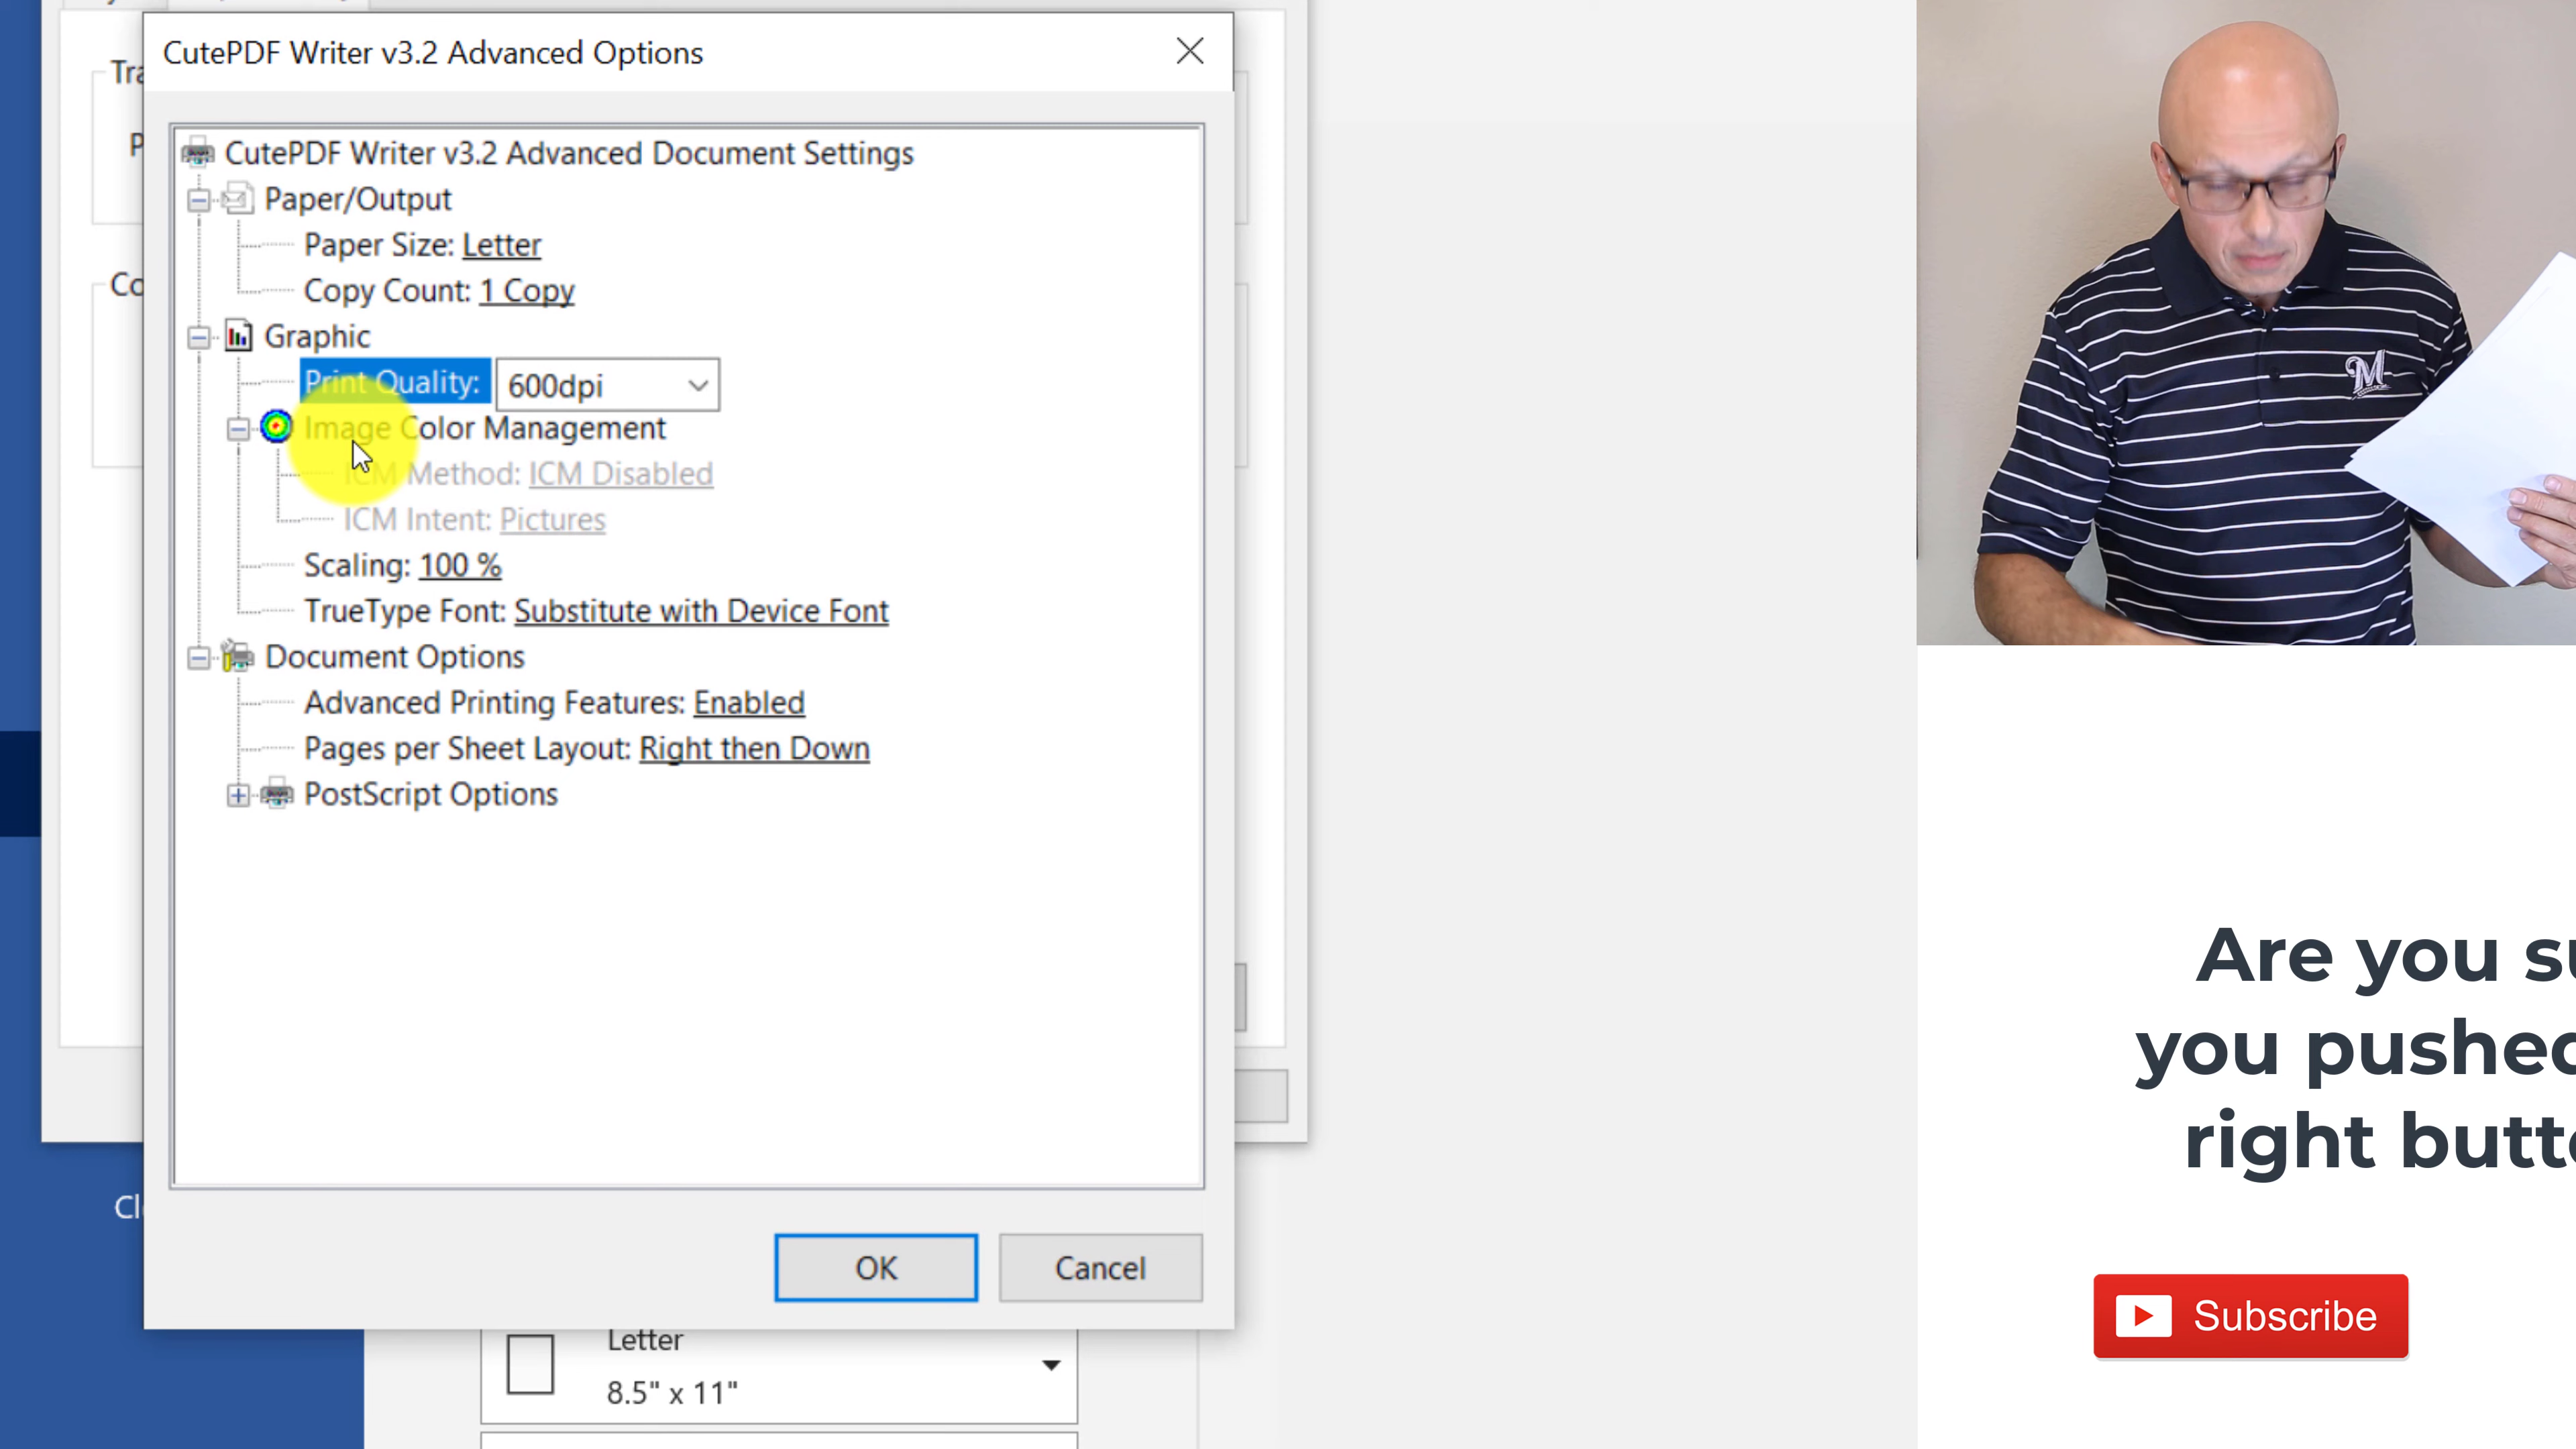 CutePDF Writer v3.2 Advanced Options
CutePDF Writer v3.2 Advanced Document Settings
Paper/Output
Paper Size: Letter
Copy Count: 1 Copy
Graphic
Print Quality: 600dpi
Image Color Management
ICM Method: ICM Disabled
ICM Intent: Pictures
Scaling: 100 %
TrueType Font: Substitute with Device Font
Document Options
Advanced Printing Features: Enabled
Pages per Sheet Layout: Right then Down
PostScript Options
OK Cancel
Letter
8.5" x 11"
M
Are you
you pushed
right
Subscribe